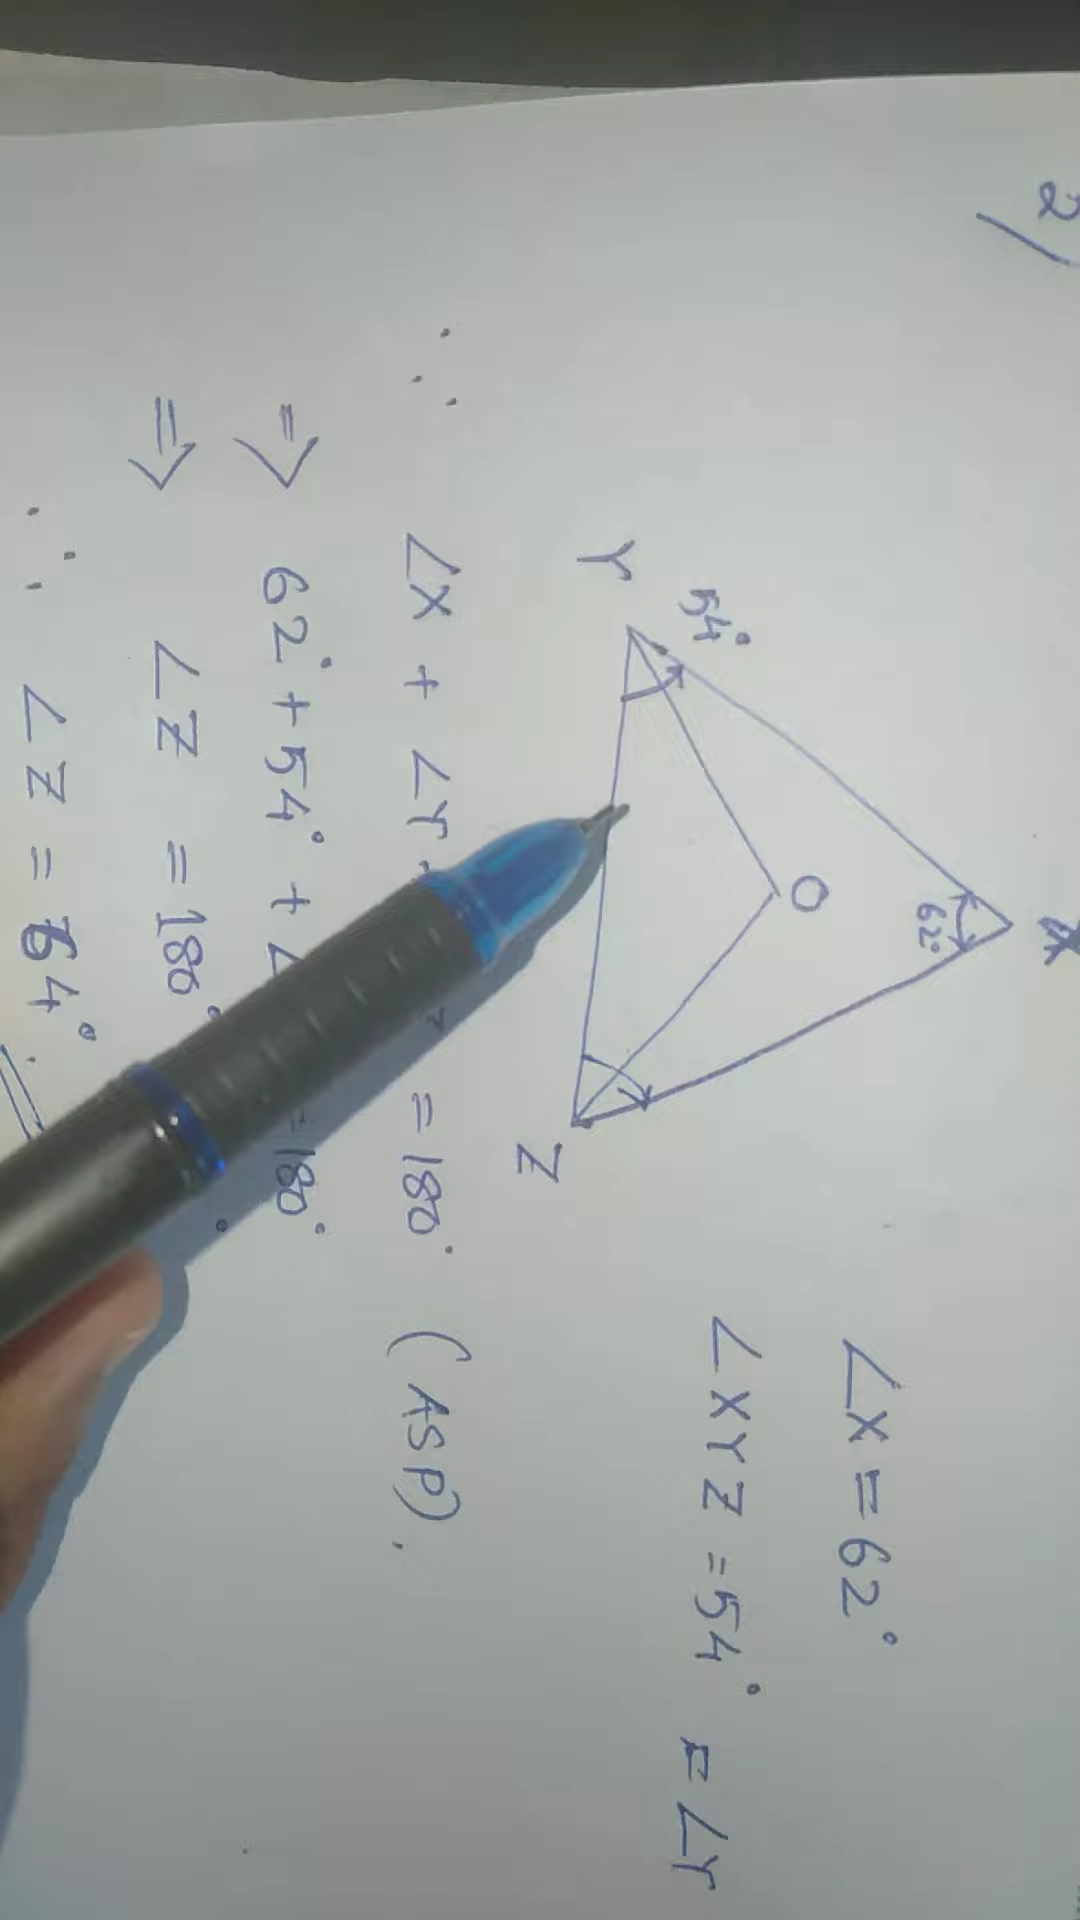 2)
X
62°
O
54°
Y
Z
∠X = 62°
∠XYZ = 54° = ∠Y
∴ ∠X + ∠Y = 180° (ASP).
⇒ 62° + 54° + ∠ = 180°
⇒ ∠Z = 180°
∴ ∠Z = 64°.